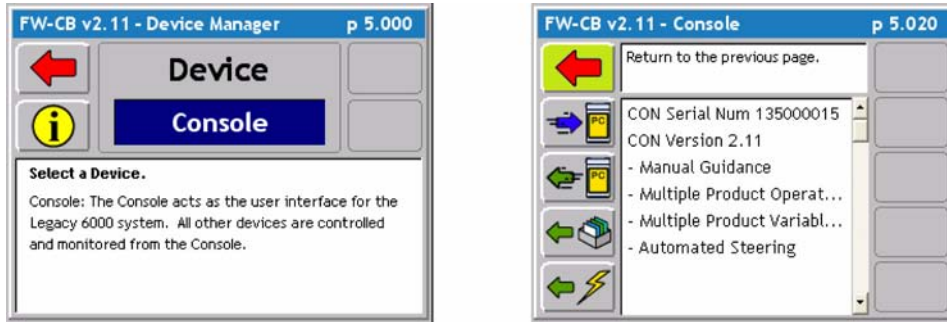 FW-CB v2.11 - Device Manager p 5.000
Device
Console
Select a Device.
Console: The Console acts as the user interface for the
Legacy 6000 system. All other devices are controlled
and monitored from the Console.
FW-CB v2.11 - Console p 5.020
Return to the previous page.
PC
CON Serial Num 135000015
CON Version 2.11
PC
- Manual Guidance
- Multiple Product Operat...
- Multiple Product Variabl...
- Automated Steering